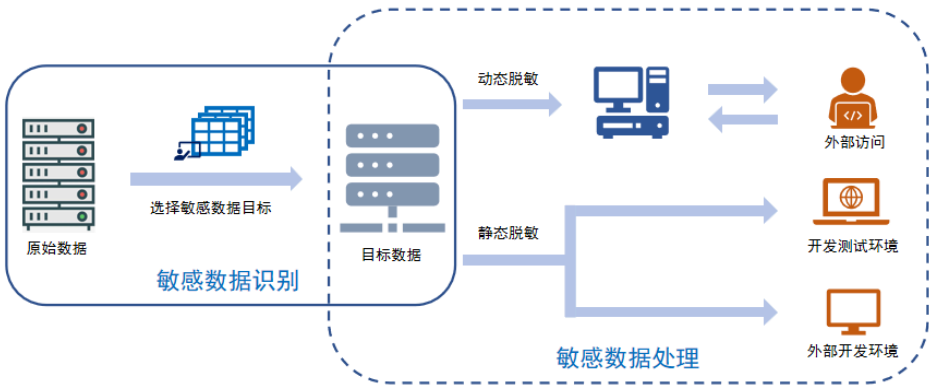 原始数据
选择敏感数据目标
敏感数据识别
目标数据
动态脱敏
静态脱敏
外部访问
开发测试环境
外部开发环境
敏感数据处理